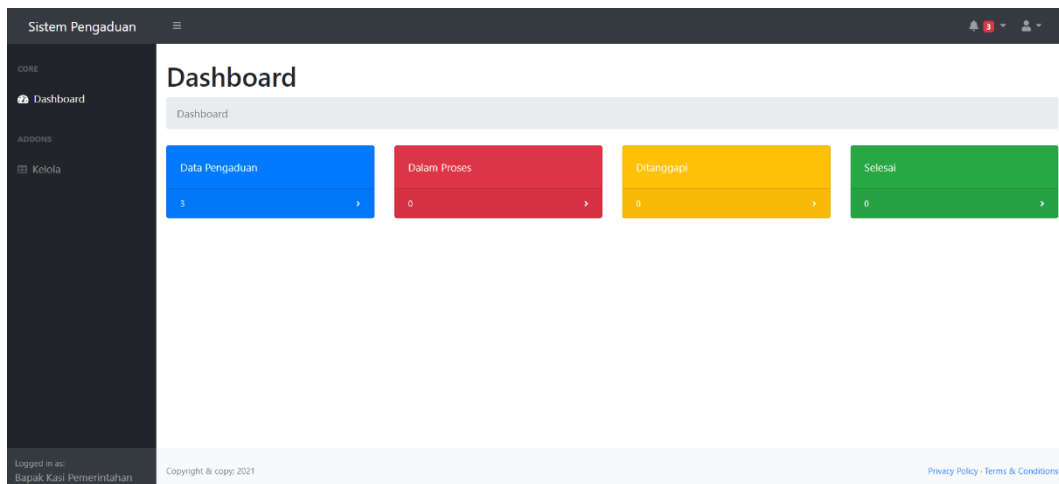 Sistem Pengaduan
3
CORE
Dashboard
ADDONS
Kelola
Dashboard
Dashboard
Data Pengaduan
3
Dalam Proses
0
Ditanggapi
0
Selesai
0
Logged in as:
Bapak Kasi Pemerintahan
Copyright & copy; 2021
Privacy Policy · Terms & Conditions